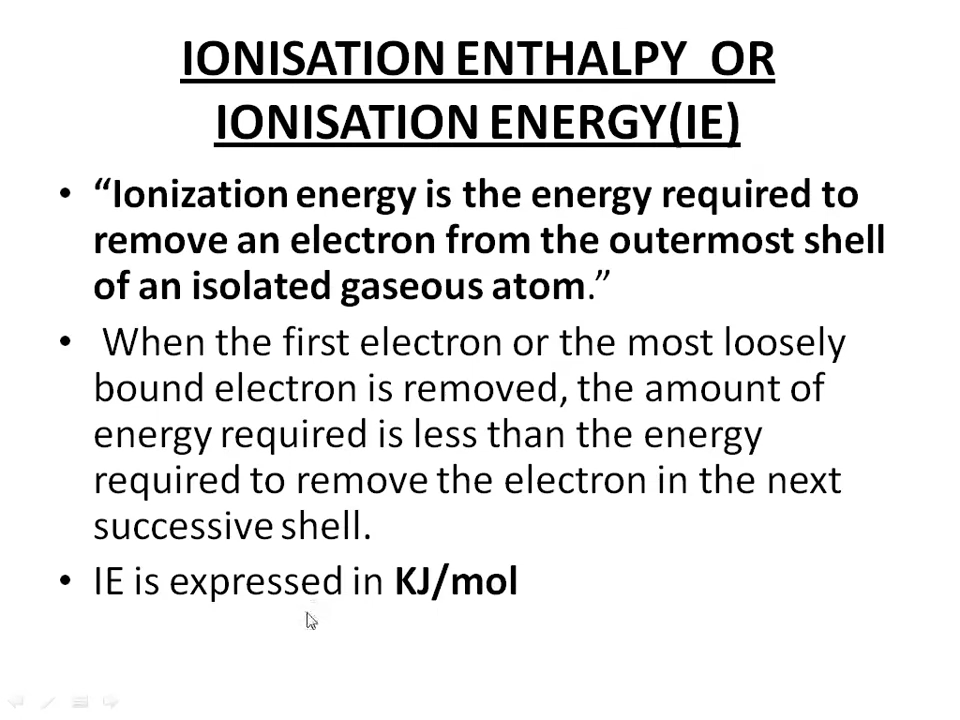 IONISATION ENTHALPY OR
IONISATION ENERGY(IE)
• “Ionization energy is the energy required to
remove an electron from the outermost shell
of an isolated gaseous atom.”
• When the first electron or the most loosely
bound electron is removed, the amount of
energy required is less than the energy
required to remove the electron in the next
successive shell.
• IE is expressed in KJ/mol